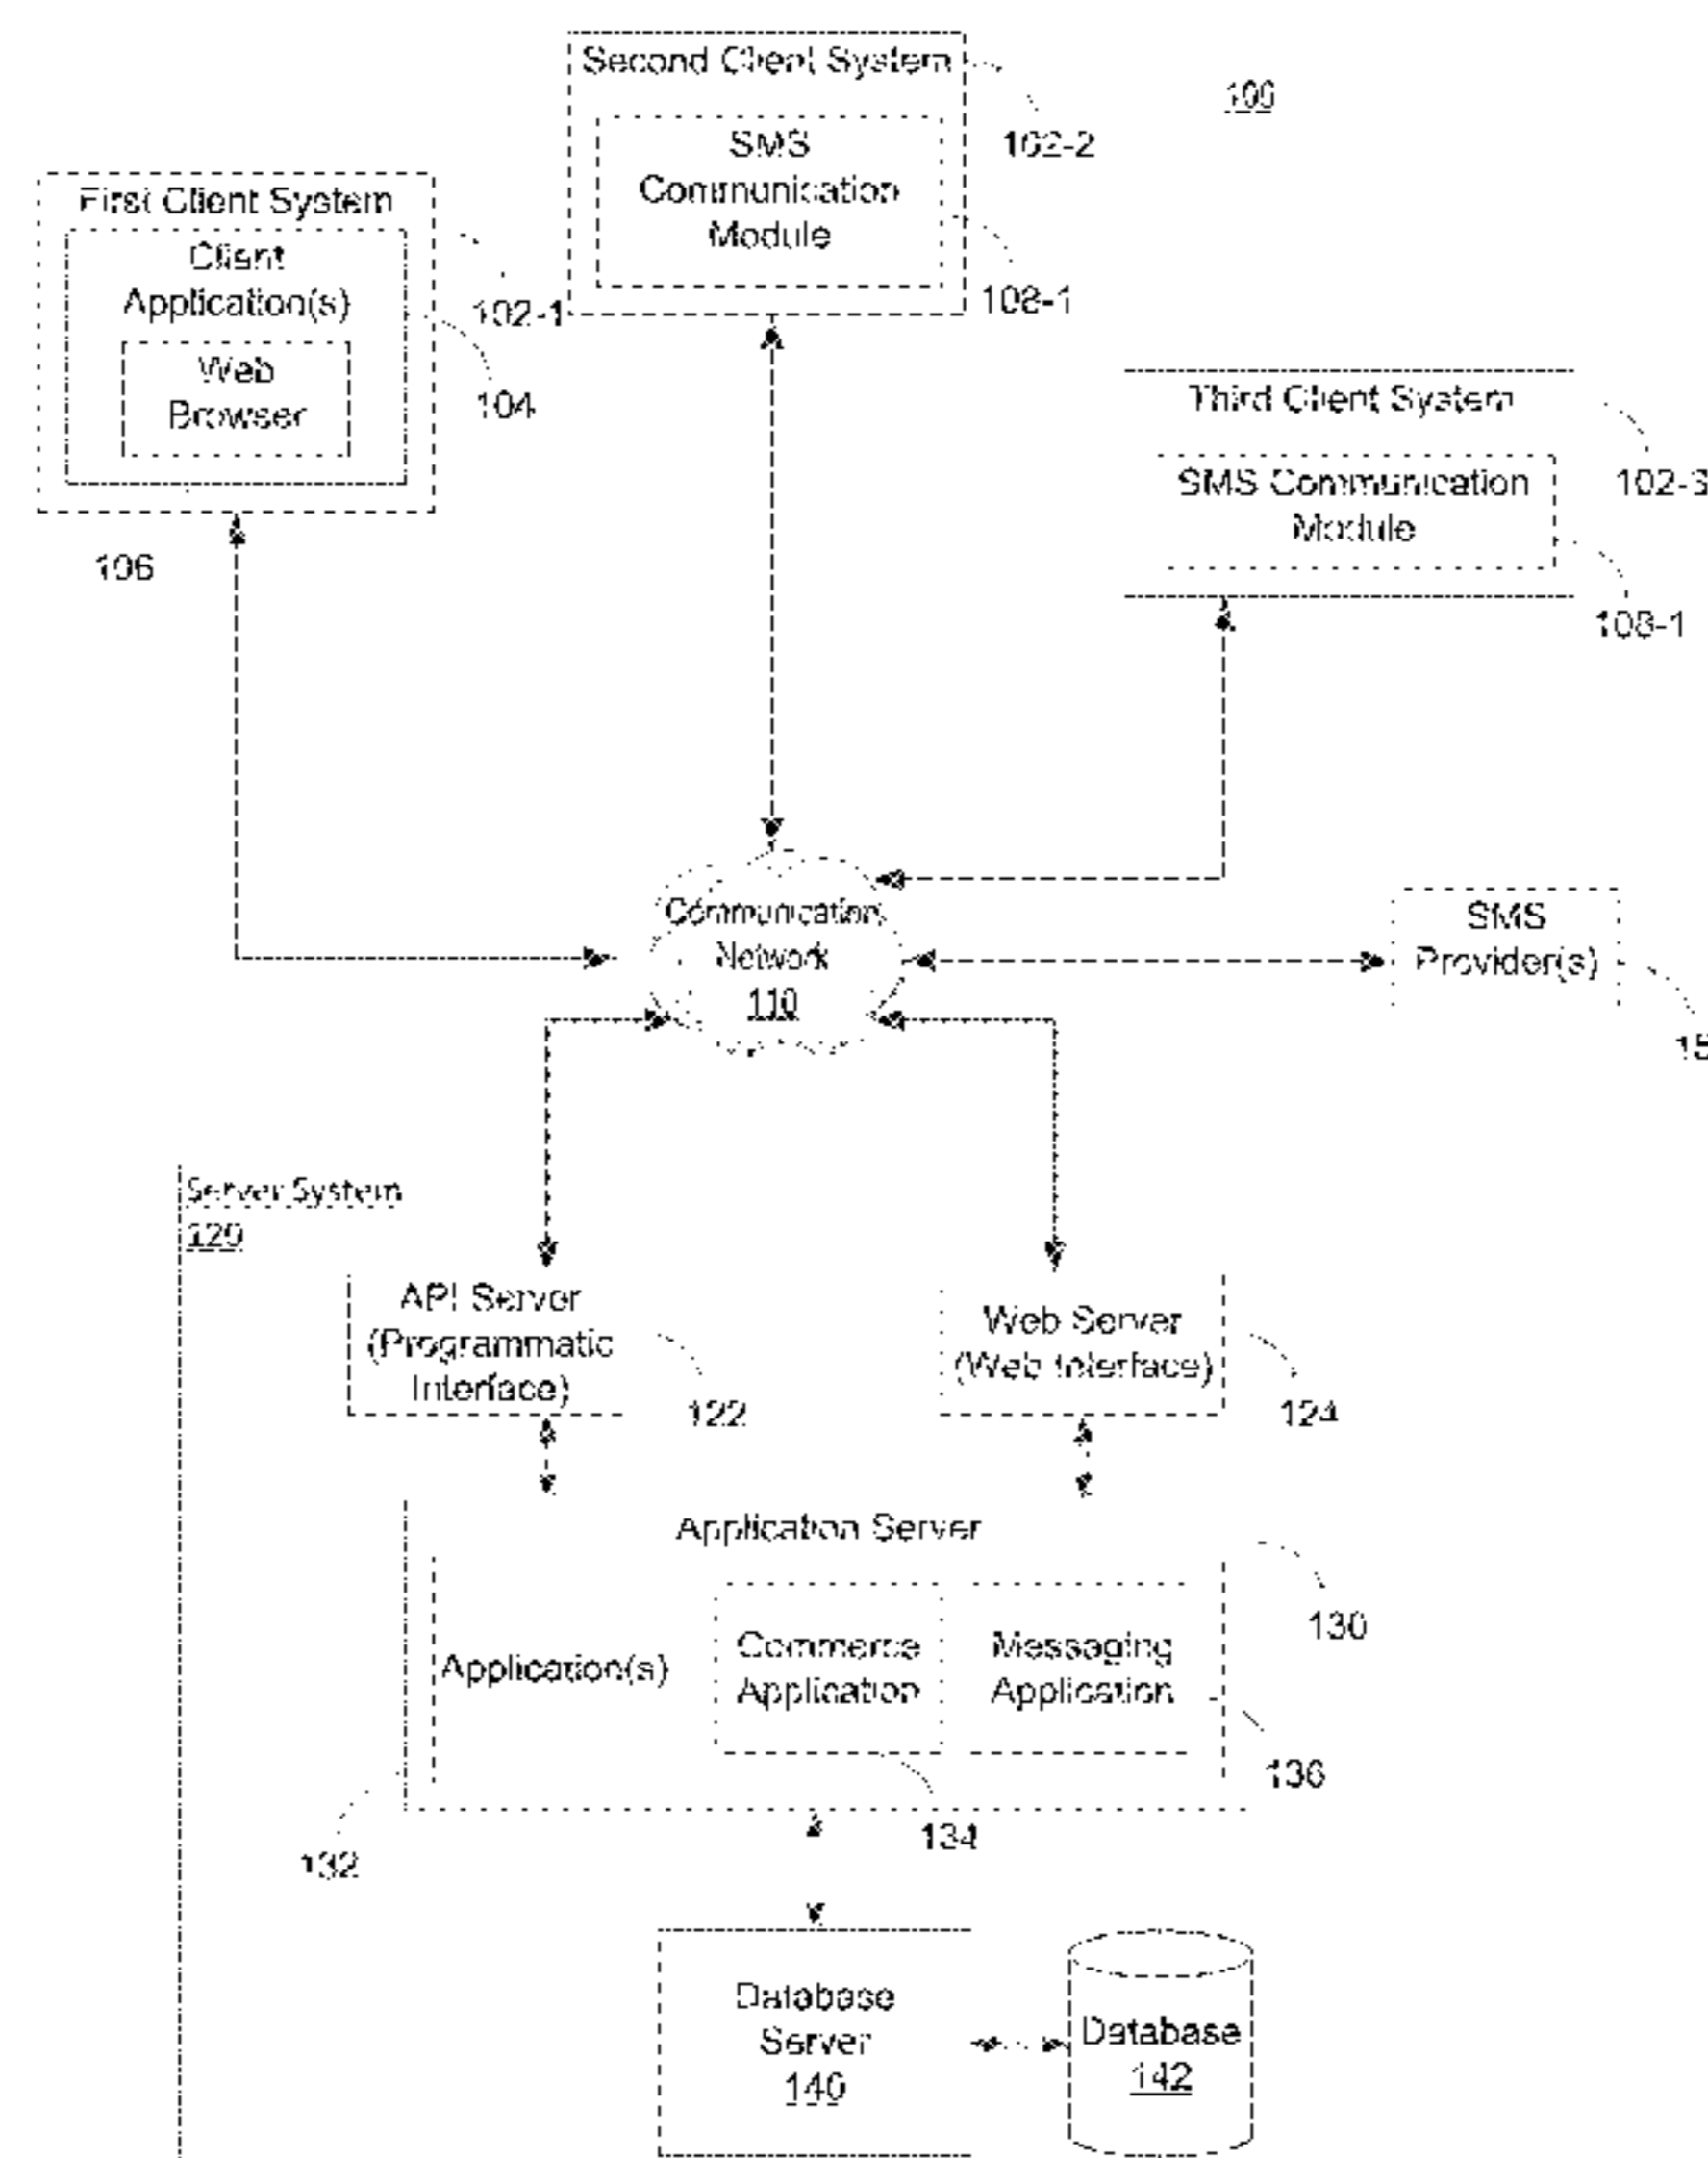 Second Client System
100
SMS
Communication
Module
102-2
108-1
First Client System
Client
Application(s)
Web
Browser
102-1
104
106
Third Client System
SMS Communication
Module
102-3
108-1
Communication
Network
110
SMS
Provider(s)
15
Server System
120
API Server
(Programmatic
Interface)
122
Web Server
(Web Interface)
124
Application Server
130
Application(s)
Commerce
Application
Messaging
Application
136
134
132
Database
Server
140
Database
142